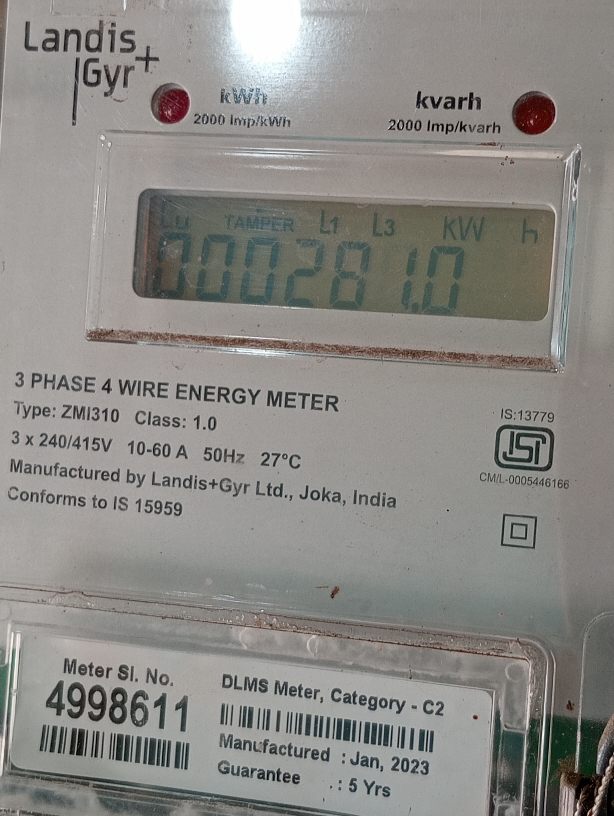 Landis
Gyr+
kWh
2000 Imp/kWh
kvarh
2000 Imp/kvarh
TAMPER L1 L3 KW h
000281.0
3 PHASE 4 WIRE ENERGY METER
Type: ZMI310 Class: 1.0
3 x 240/415V 10-60 A 50Hz 27°C
Manufactured by Landis+Gyr Ltd., Joka, India
Conforms to IS 15959
IS:13779
ISI
CM/L-0005446166
Meter Sl. No.
4998611
DLMS Meter, Category - C2
Manufactured : Jan, 2023
Guarantee .: 5 Yrs